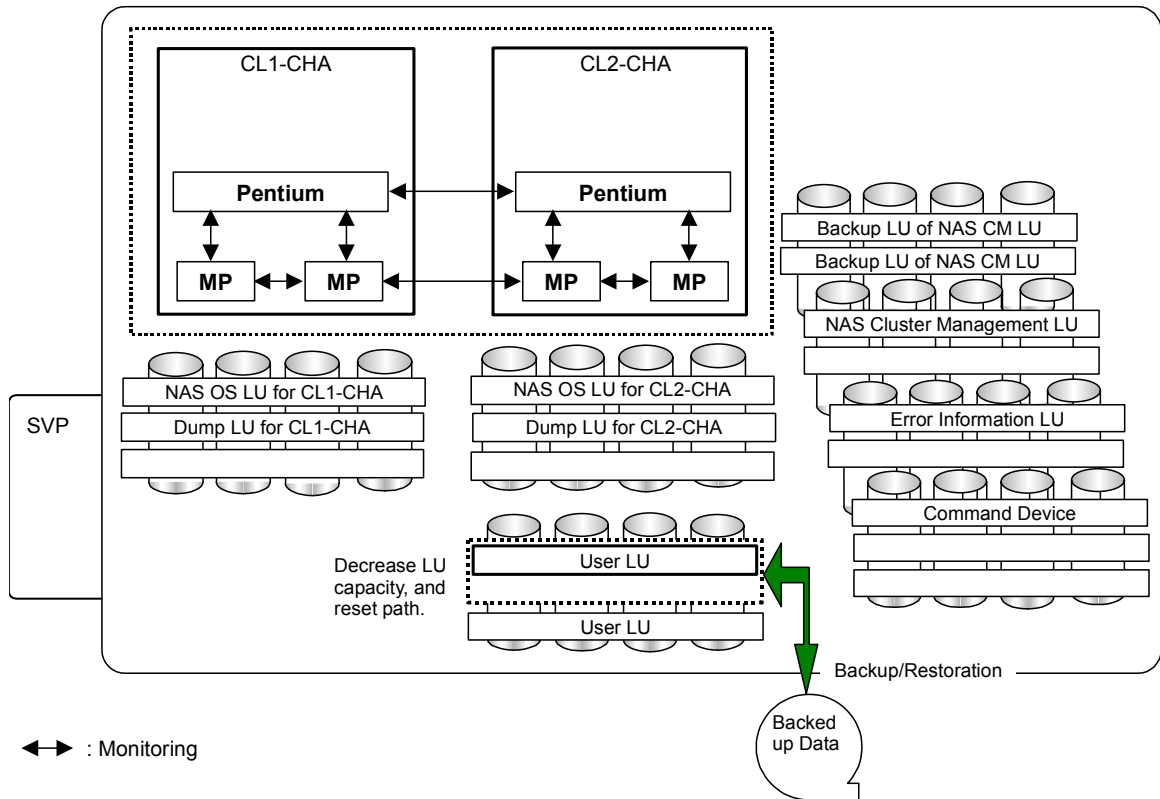 CL1-CHA
CL2-CHA
Pentium
Pentium
MP
MP
MP
MP
Backup LU of NAS CM LU
Backup LU of NAS CM LU
NAS Cluster Management LU
Error Information LU
Command Device
NAS OS LU for CL1-CHA
Dump LU for CL1-CHA
NAS OS LU for CL2-CHA
Dump LU for CL2-CHA
SVP
Decrease LU
capacity, and
reset path.
User LU
User LU
Backup/Restoration
Backed
up Data
: Monitoring